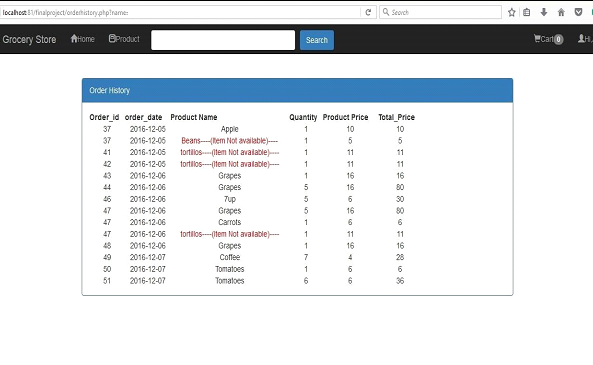 localhost:81/finalproject/orderhistory.php?name=
Search
Grocery Store Home Product Search Cart 0 Hi,
Order History
Order_id order_date Product Name Quantity Product Price Total_Price
37 2016-12-05 Apple 1 10 10
37 2016-12-05 Beans----(Item Not available)---- 1 5 5
41 2016-12-05 tortillos----(Item Not available)---- 1 11 11
42 2016-12-05 tortillos----(Item Not available)---- 1 11 11
43 2016-12-06 Grapes 1 16 16
44 2016-12-06 Grapes 5 16 80
46 2016-12-06 7up 5 6 30
47 2016-12-06 Grapes 5 16 80
47 2016-12-06 Carrots 1 6 6
47 2016-12-06 tortillos----(Item Not available)---- 1 11 11
48 2016-12-06 Grapes 1 16 16
49 2016-12-07 Coffee 7 4 28
50 2016-12-07 Tomatoes 1 6 6
51 2016-12-07 Tomatoes 6 6 36